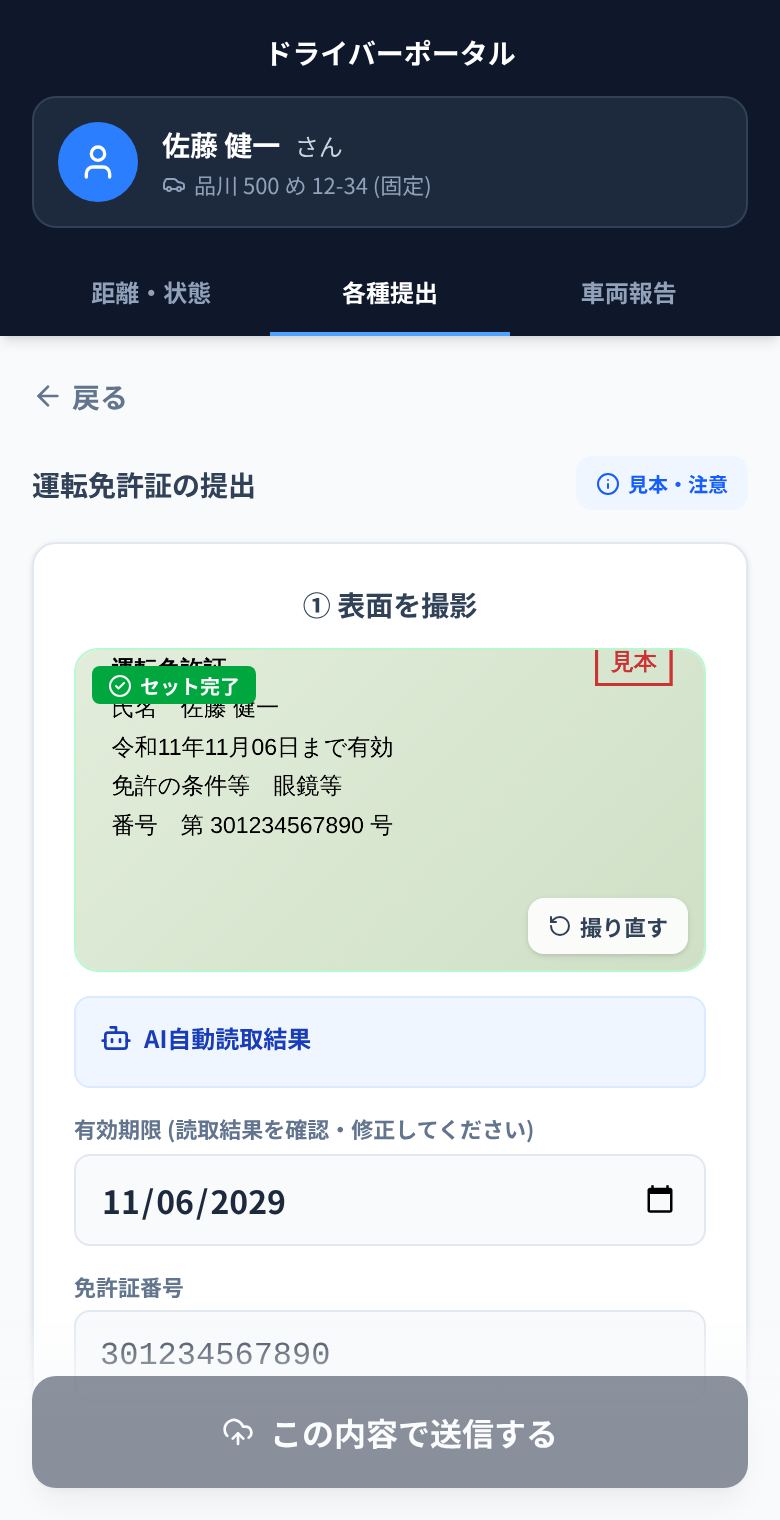 ドライバーポータル
佐藤 健一 さん
品川 500 め 12-34 (固定)
距離・状態 各種提出 車両報告
戻る
運転免許証の提出
見本・注意
① 表面を撮影
運転免許証
見本
セット完了
氏名 佐藤 健一
令和11年11月06日まで有効
免許の条件等 眼鏡等
番号 第 301234567890 号
撮り直す
AI自動読取結果
有効期限 (読取結果を確認・修正してください)
11/06/2029
免許証番号
301234567890
この内容で送信する